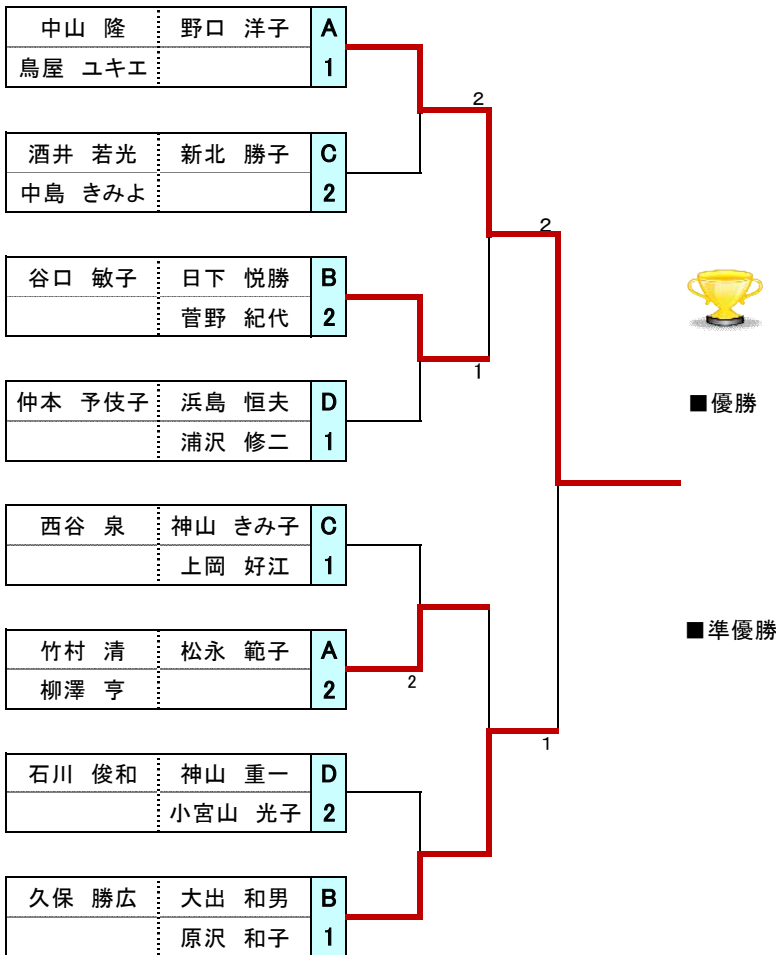 中山 隆 野口 洋子 A
鳥屋 ユキエ 1
2
酒井 若光 新北 勝子 C
中島 きみよ 2
2
谷口 敏子 日下 悦勝 B
菅野 紀代 2
1
仲本 予伎子 浜島 恒夫 D
■優勝
浦沢 修二 1
西谷 泉 神山 きみ子 C
上岡 好江 1
■準優勝
竹村 清 松永 範子 A
柳澤 亨 2
2
1
石川 俊和 神山 重一 D
小宮山 光子 2
久保 勝広 大出 和男 B
原沢 和子 1